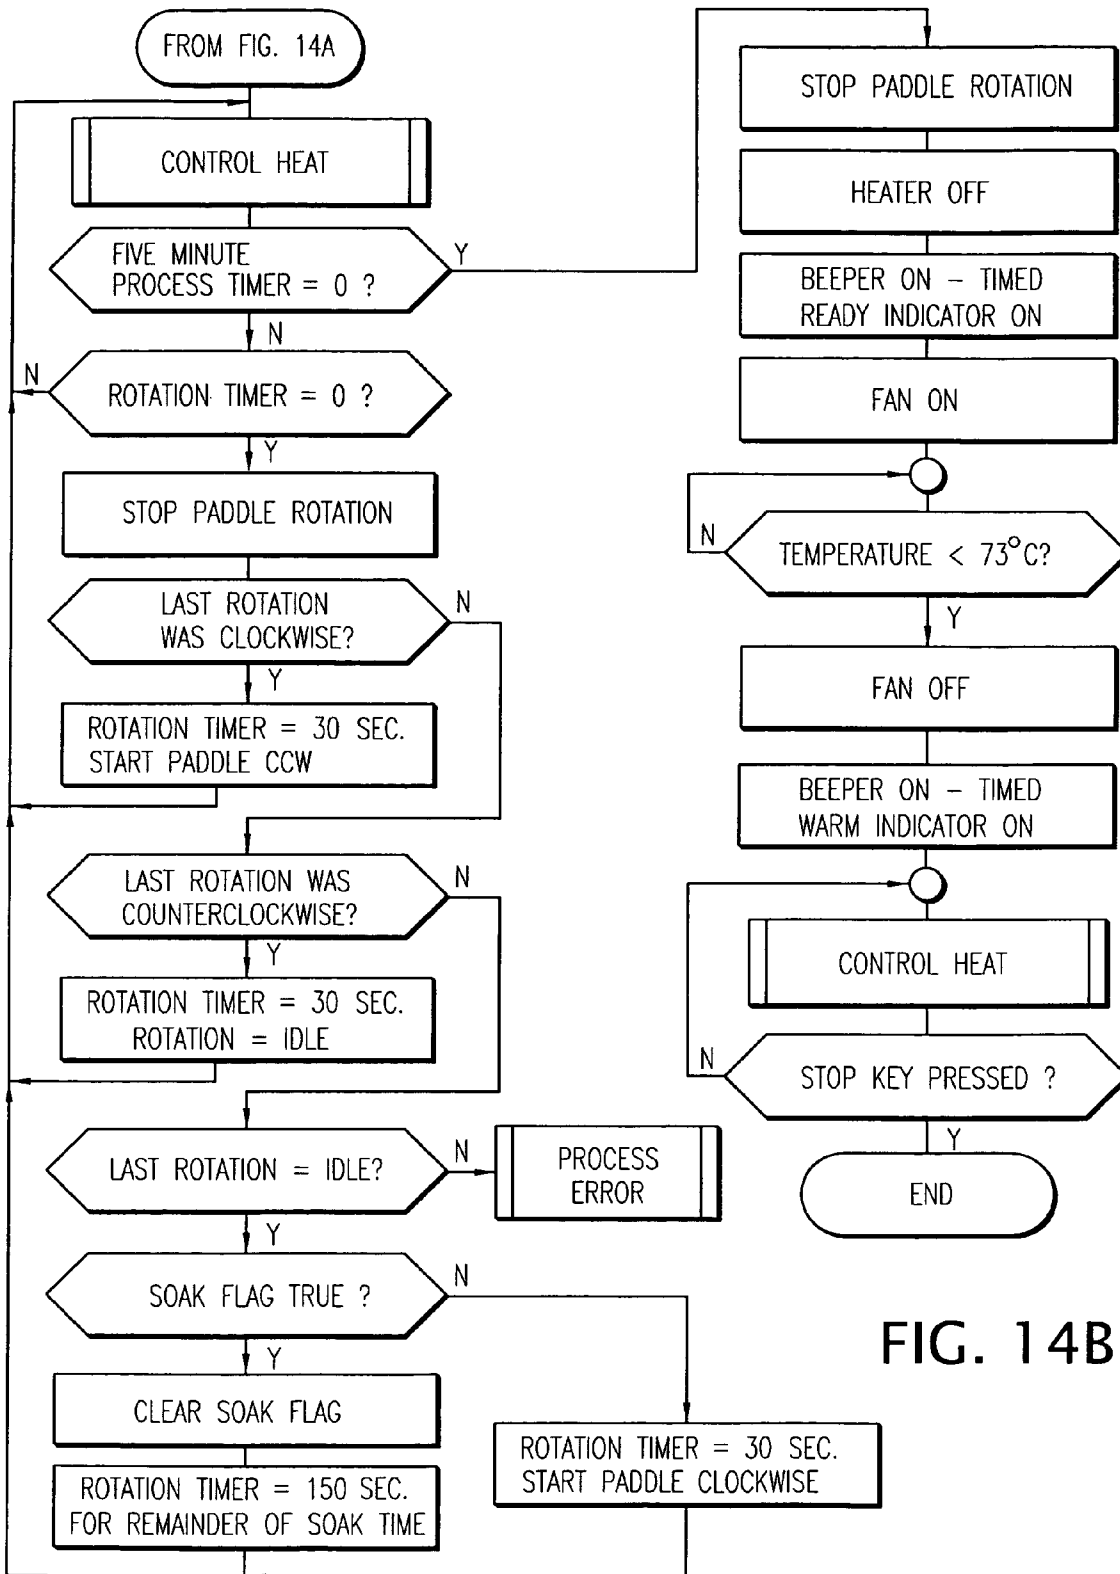 FROM FIG. 14A
CONTROL HEAT
FIVE MINUTE
PROCESS TIMER = 0 ?
Y
N
ROTATION TIMER = 0 ?
N
Y
STOP PADDLE ROTATION
LAST ROTATION
WAS CLOCKWISE?
N
Y
ROTATION TIMER = 30 SEC.
START PADDLE CCW
LAST ROTATION WAS
COUNTERCLOCKWISE?
N
Y
ROTATION TIMER = 30 SEC.
ROTATION = IDLE
LAST ROTATION = IDLE?
N
PROCESS
ERROR
Y
SOAK FLAG TRUE ?
N
Y
CLEAR SOAK FLAG
ROTATION TIMER = 150 SEC.
FOR REMAINDER OF SOAK TIME
ROTATION TIMER = 30 SEC.
START PADDLE CLOCKWISE
STOP PADDLE ROTATION
HEATER OFF
BEEPER ON – TIMED
READY INDICATOR ON
FAN ON
TEMPERATURE < 73°C?
N
Y
FAN OFF
BEEPER ON – TIMED
WARM INDICATOR ON
CONTROL HEAT
STOP KEY PRESSED ?
N
Y
END
FIG. 14B